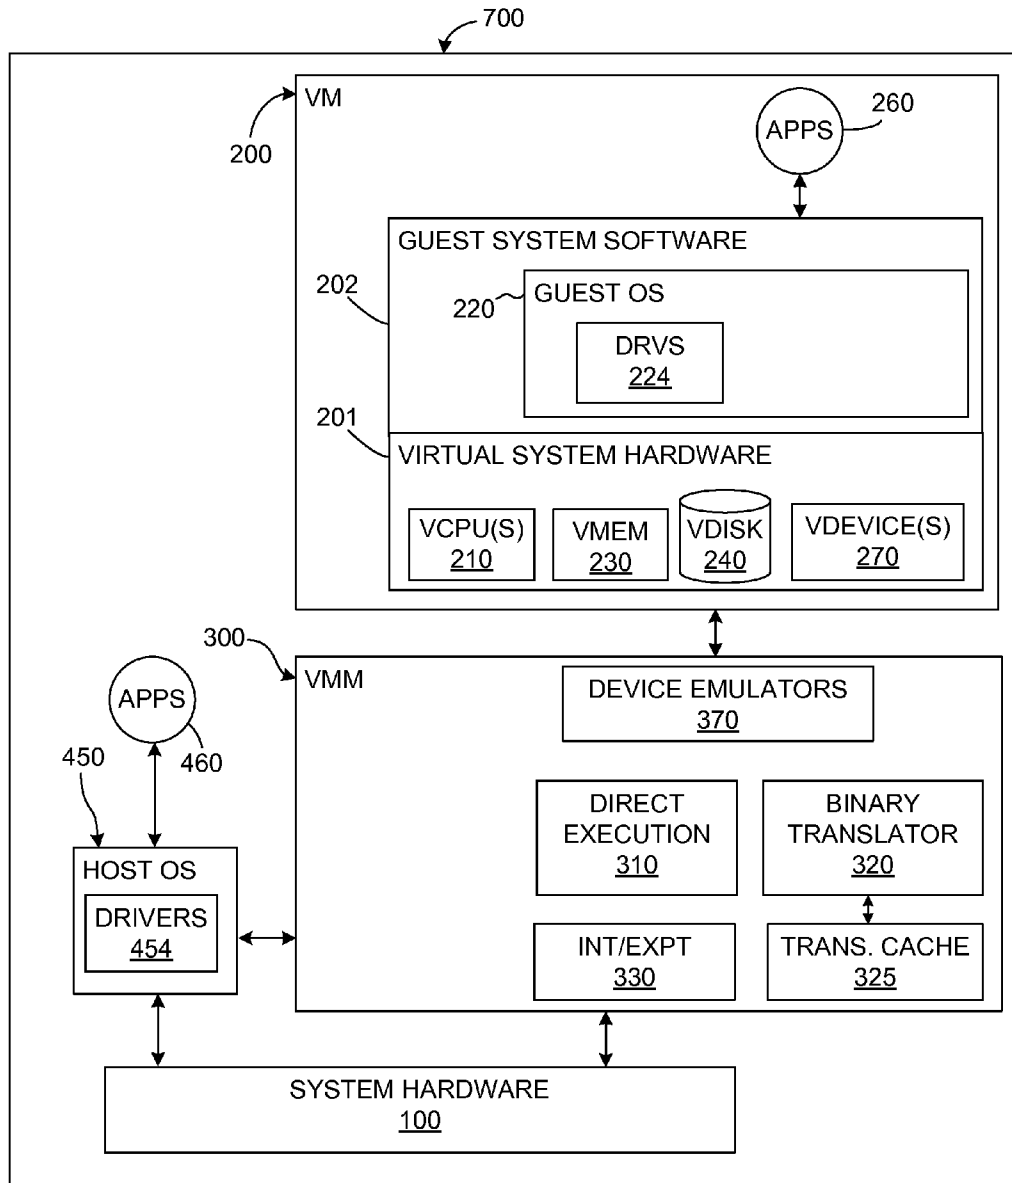 700
VM
200
APPS
260
GUEST SYSTEM SOFTWARE
202
220
GUEST OS
DRVS
224
201
VIRTUAL SYSTEM HARDWARE
VCPU(S)
210
VMEM
230
VDISK
240
VDEVICE(S)
270
300
VMM
DEVICE EMULATORS
370
APPS
460
450
DIRECT
EXECUTION
310
BINARY
TRANSLATOR
320
HOST OS
DRIVERS
454
INT/EXPT
330
TRANS. CACHE
325
SYSTEM HARDWARE
100